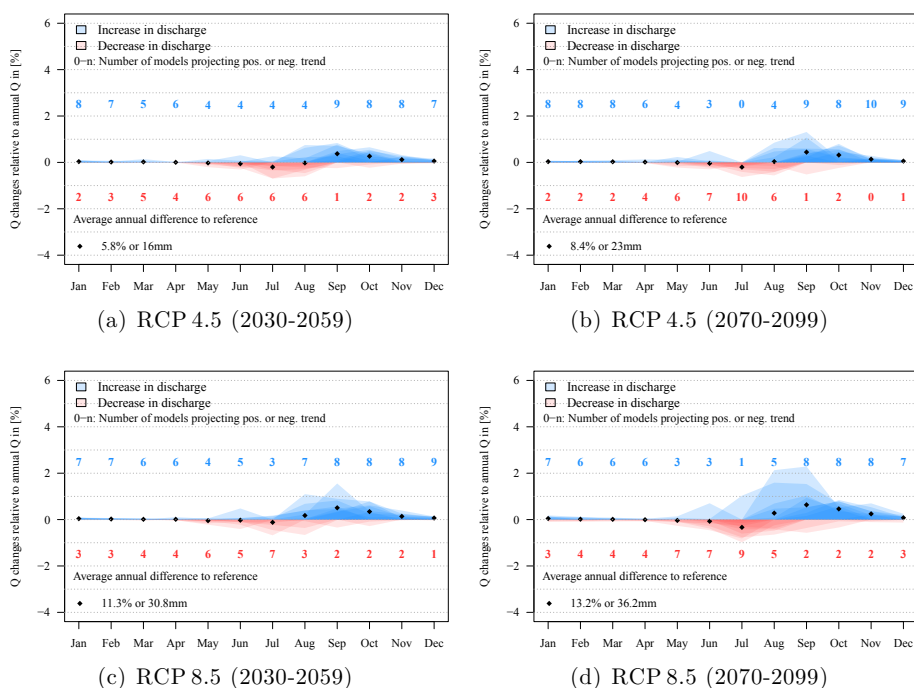 6
4
2
0
−2
−4
Q changes relative to annual Q in [%]
Increase in discharge
Decrease in discharge
0−n: Number of models projecting pos. or neg. trend
8 7 5 6 4 4 4 4 9 8 8 7
2 3 5 4 6 6 6 6 1 2 2 3
Average annual difference to reference
5.8% or 16mm
Jan Feb Mar Apr May Jun Jul Aug Sep Oct Nov Dec
(a) RCP 4.5 (2030-2059)
6
4
2
0
−2
−4
Q changes relative to annual Q in [%]
Increase in discharge
Decrease in discharge
0−n: Number of models projecting pos. or neg. trend
8 8 8 6 4 3 0 4 9 8 10 9
2 2 2 4 6 7 10 6 1 2 0 1
Average annual difference to reference
8.4% or 23mm
Jan Feb Mar Apr May Jun Jul Aug Sep Oct Nov Dec
(b) RCP 4.5 (2070-2099)
6
4
2
0
−2
−4
Q changes relative to annual Q in [%]
Increase in discharge
Decrease in discharge
0−n: Number of models projecting pos. or neg. trend
7 7 6 6 4 5 3 7 8 8 8 9
3 3 4 4 6 5 7 3 2 2 2 1
Average annual difference to reference
11.3% or 30.8mm
Jan Feb Mar Apr May Jun Jul Aug Sep Oct Nov Dec
(c) RCP 8.5 (2030-2059)
6
4
2
0
−2
−4
Q changes relative to annual Q in [%]
Increase in discharge
Decrease in discharge
0−n: Number of models projecting pos. or neg. trend
7 6 6 6 3 3 1 5 8 8 8 7
3 4 4 4 7 7 9 5 2 2 2 3
Average annual difference to reference
13.2% or 36.2mm
Jan Feb Mar Apr May Jun Jul Aug Sep Oct Nov Dec
(d) RCP 8.5 (2070-2099)